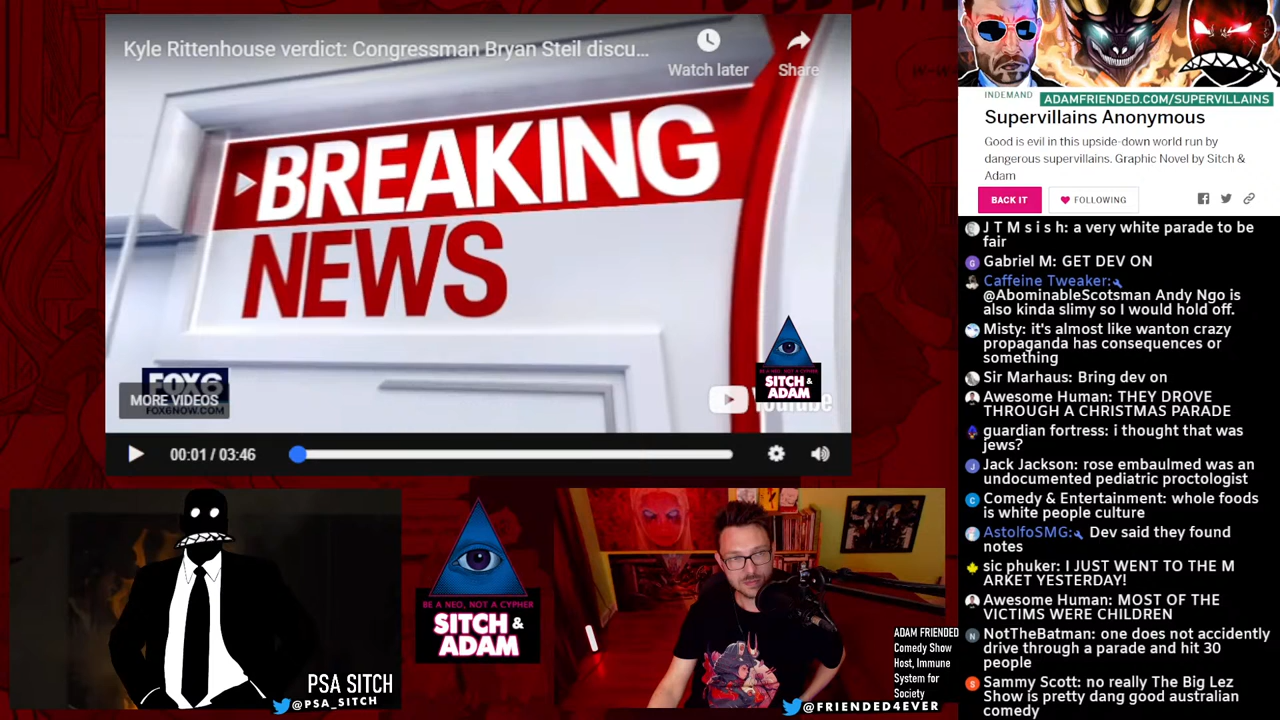 Kyle Rittenhouse verdict: Congressman Bryan Steil discu...
Watch later
Share
BREAKING
NEWS
FOX6
FOX6NOW.COM
MORE VIDEOS
SITCH &
ADAM
YouTube
00:01 / 03:46
PSA SITCH
@PSA_SITCH
BE A NEO, NOT A CYPHER
SITCH &
ADAM
ADAM FRIENDED
Comedy Show
Host, Immune
System for
Society
@FRIENDED4EVER
INDEMAND
ADAMFRIENDED.COM/SUPERVILLAINS
Supervillains Anonymous
Good is evil in this upside-down world run by
dangerous supervillains. Graphic Novel by Sitch &
Adam
BACK IT
FOLLOWING
J T M s i s h: a very white parade to be
fair
Gabriel M: GET DEV ON
Caffeine Tweaker:
@AbominableScotsman Andy Ngo is
also kinda slimy so I would hold off.
Misty: it's almost like wanton crazy
propaganda has consequences or
something
Sir Marhaus: Bring dev on
Awesome Human: THEY DROVE
THROUGH A CHRISTMAS PARADE
guardian fortress: i thought that was
jews?
Jack Jackson: rose embaulmed was an
undocumented pediatric proctologist
Comedy & Entertainment: whole foods
is white people culture
AstolfoSMG: Dev said they found
notes
sic phuker: I JUST WENT TO THE M
ARKET YESTERDAY!
Awesome Human: MOST OF THE
VICTIMS WERE CHILDREN
NotTheBatman: one does not accidently
drive through a parade and hit 30
people
Sammy Scott: no really The Big Lez
Show is pretty dang good australian
comedy